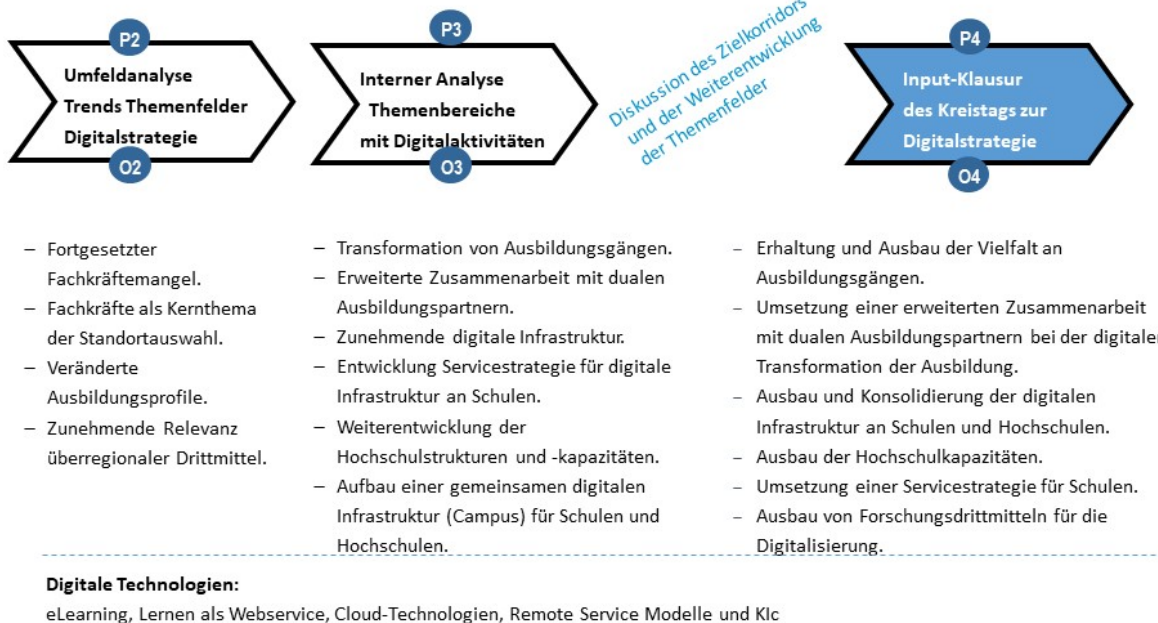 P2
Umfeldanalyse
Trends Themenfelder
Digitalstrategie
O2
P3
Interner Analyse
Themenbereiche
mit Digitalaktivitäten
O3
Diskussion des Zielkorridors
und der Weiterentwicklung
der Themenfelder
P4
Input-Klausur
des Kreistags zur
Digitalstrategie
O4
– Fortgesetzter
Fachkräftemangel.
– Fachkräfte als Kernthema
der Standortauswahl.
– Veränderte
Ausbildungsprofile.
– Zunehmende Relevanz
überregionaler Drittmittel.
– Transformation von Ausbildungsgängen.
– Erweiterte Zusammenarbeit mit dualen
Ausbildungspartnern.
– Zunehmende digitale Infrastruktur.
– Entwicklung Servicestrategie für digitale
Infrastruktur an Schulen.
– Weiterentwicklung der
Hochschulstrukturen und -kapazitäten.
– Aufbau einer gemeinsamen digitalen
Infrastruktur (Campus) für Schulen und
Hochschulen.
– Erhaltung und Ausbau der Vielfalt an
Ausbildungsgängen.
– Umsetzung einer erweiterten Zusammenarbeit
mit dualen Ausbildungspartnern bei der digitalen
Transformation der Ausbildung.
– Ausbau und Konsolidierung der digitalen
Infrastruktur an Schulen und Hochschulen.
– Ausbau der Hochschulkapazitäten.
– Umsetzung einer Servicestrategie für Schulen.
– Ausbau von Forschungsdrittmitteln für die
Digitalisierung.
Digitale Technologien:
eLearning, Lernen als Webservice, Cloud-Technologien, Remote Service Modelle und KIc